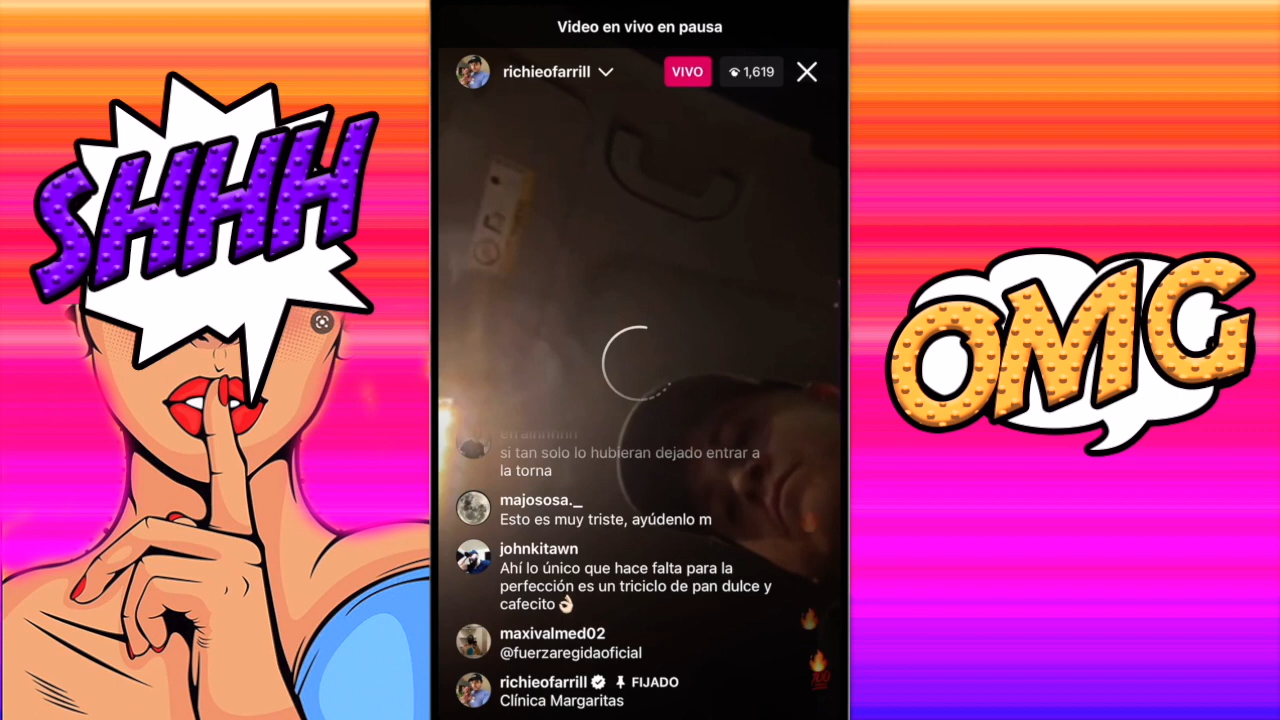 SHHH
OMG
Video en vivo en pausa
richieofarrill
VIVO
1,619
si tan solo lo hubieran dejado entrar a
la torna
majososa._
Esto es muy triste, ayúdenlo m
johnkitawn
Ahí lo único que hace falta para la
perfección es un triciclo de pan dulce y
cafecito 👌🏻
maxivalmed02
@fuerzaregidaoficial
richieofarrill FIJADO
Clínica Margaritas
100